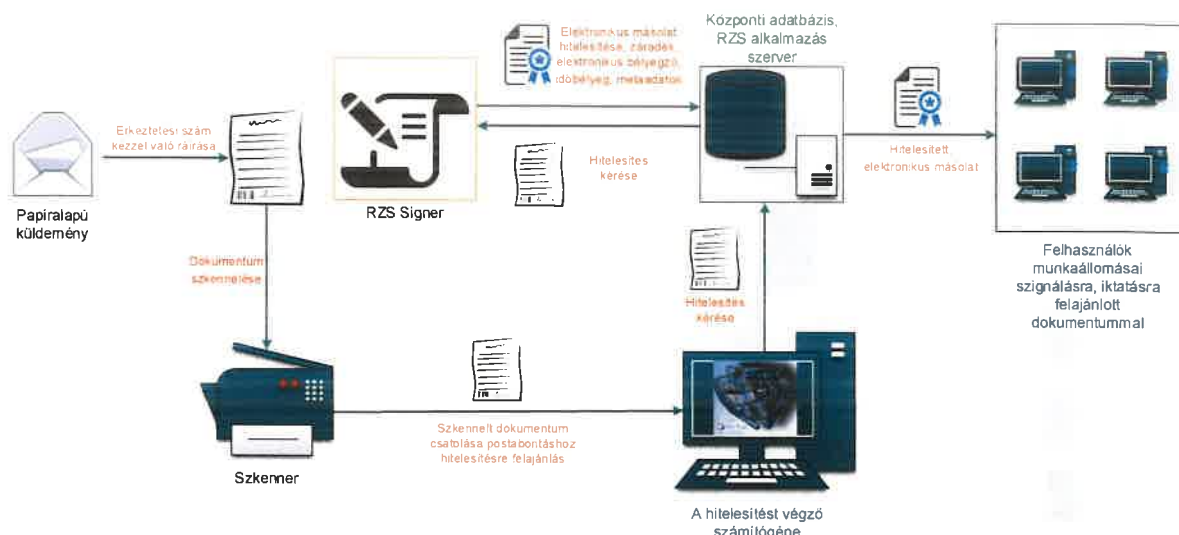 Papíralapú
küldemény
Érkeztetési szám
kézzel való ráírása
Dokumentum
szkennelése
Szkenner
Szkennelt dokumentum
csatolása postabontáshoz
hitelesítésre felajánlás
A hitelesítést végző
számítógépe
Hitelesítés
kérése
RZS Signer
Elektronikus másolat
hitelesítése, záradék,
elektronikus bélyegző,
időbélyeg, metaadatok
Hitelesítés
kérése
Központi adatbázis,
RZS alkalmazás
szerver
Hitelesített
elektronikus másolat
Felhasználók
munkaállomásai
szignálásra, iktatásra
felajánlott
dokumentummal